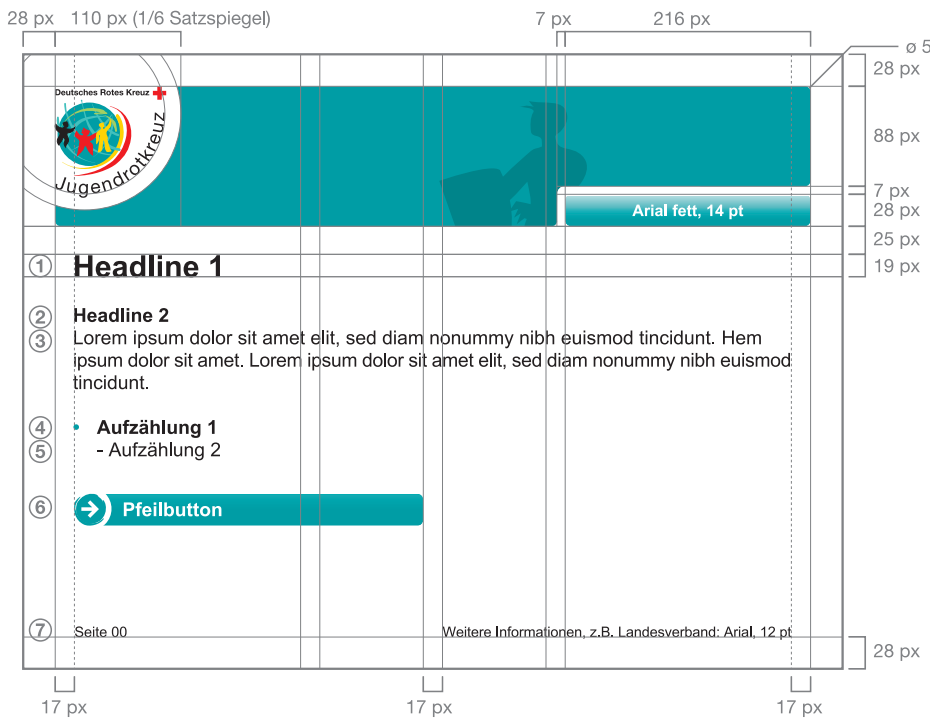 28 px 110 px (1/6 Satzspiegel) 7 px 216 px
ø 5
28 px
Deutsches Rotes Kreuz
Jugendrotkreuz
88 px
7 px
Arial fett, 14 pt
28 px
25 px
1 Headline 1
19 px
2 Headline 2
3 Lorem ipsum dolor sit amet elit, sed diam nonummy nibh euismod tincidunt. Hem
ipsum dolor sit amet. Lorem ipsum dolor sit amet elit, sed diam nonummy nibh euismod
tincidunt.
4 • Aufzählung 1
5 - Aufzählung 2
6 Pfeilbutton
7 Seite 00 Weitere Informationen, z.B. Landesverband: Arial, 12 pt
28 px
17 px 17 px 17 px